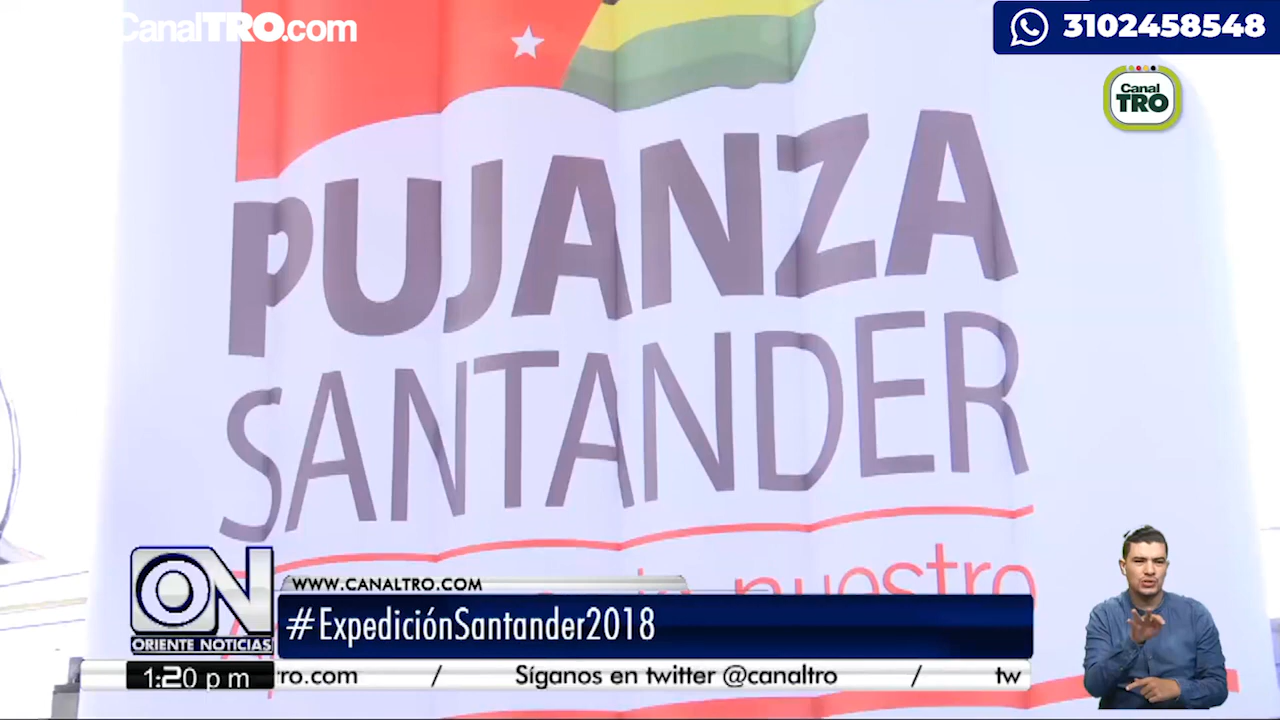 CanalTRO.com
3102458548
Canal
TRO
PUJANZA
SANTANDER
nuestro
WWW.CANALTRO.COM
#ExpediciónSantander2018
ON
ORIENTE NOTICIAS
1:20 p m
ro.com / Síganos en twitter @canaltro / tw